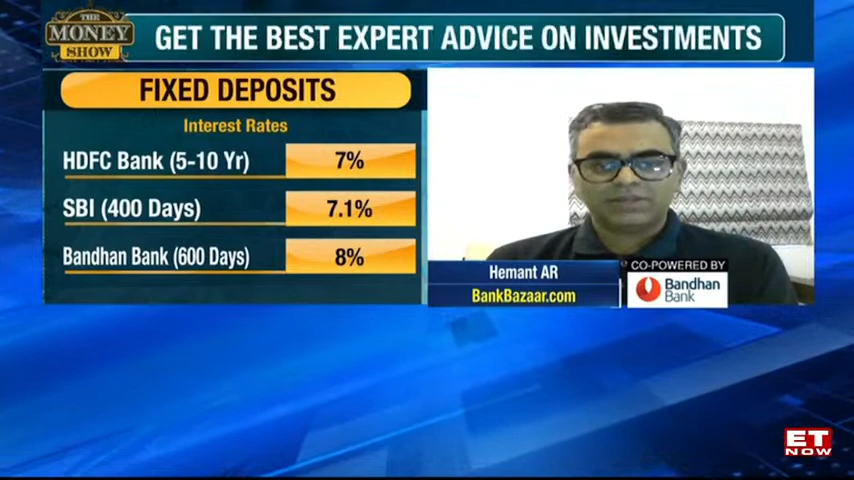 THE
MONEY
SHOW
GET THE BEST EXPERT ADVICE ON INVESTMENTS
FIXED DEPOSITS
Interest Rates
HDFC Bank (5-10 Yr) 7%
SBI (400 Days) 7.1%
Bandhan Bank (600 Days) 8%
Hemant AR
BankBazaar.com
CO-POWERED BY
Bandhan
Bank
ET
NOW